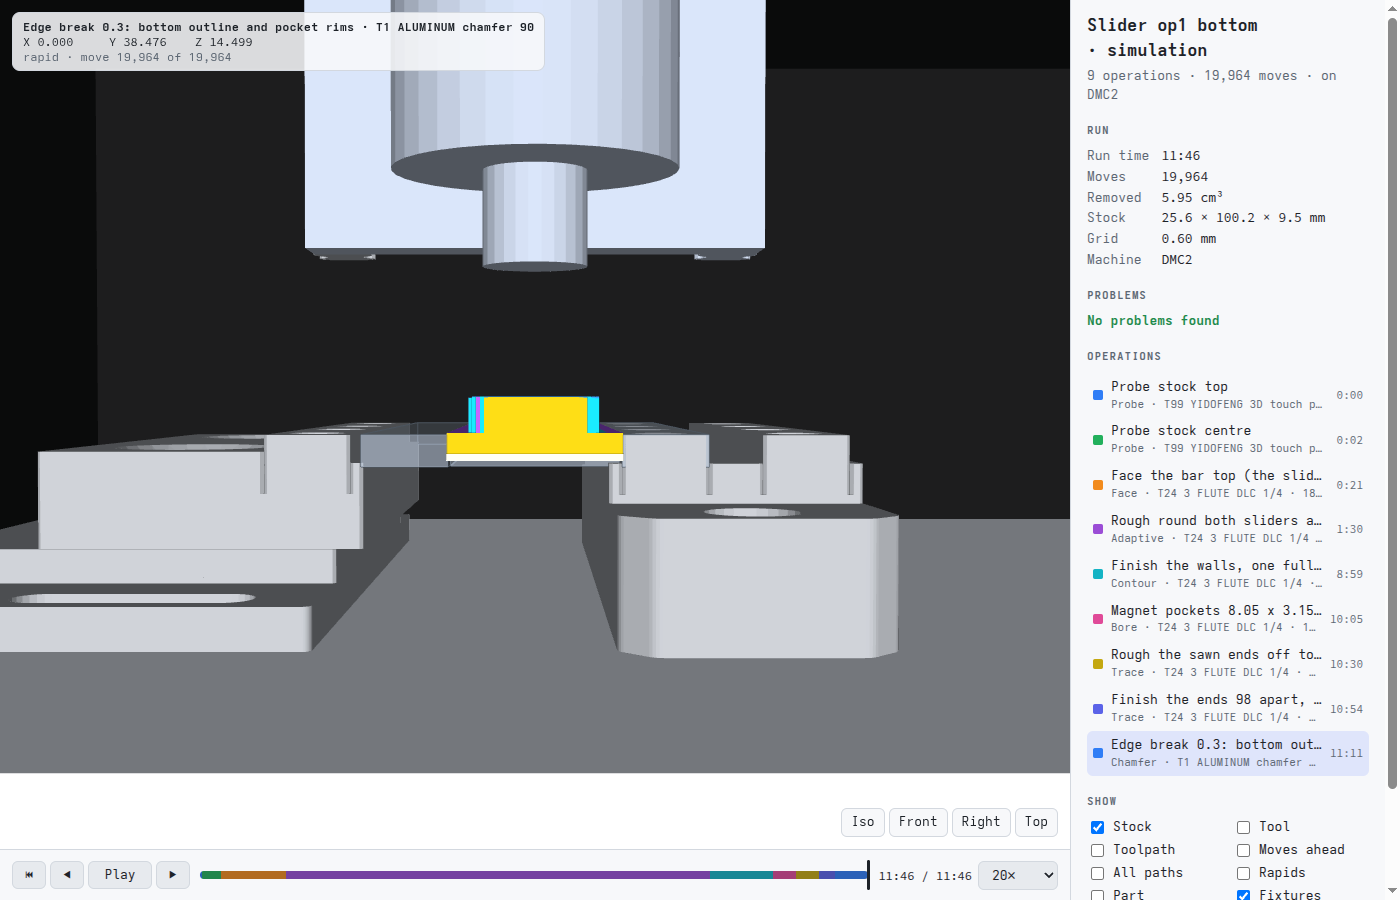 Edge break 0.3: bottom outline and pocket rims · T1 ALUMINUM chamfer 90
X 0.000 Y 38.476 Z 14.499
rapid · move 19,964 of 19,964
Slider op1 bottom
· simulation
9 operations · 19,964 moves · on
DMC2
RUN
Run time 11:46
Moves 19,964
Removed 5.95 cm³
Stock 25.6 × 100.2 × 9.5 mm
Grid 0.60 mm
Machine DMC2
PROBLEMS
No problems found
OPERATIONS
Probe stock top 0:00
Probe · T99 YIDOFENG 3D touch p…
Probe stock centre 0:02
Probe · T99 YIDOFENG 3D touch p…
Face the bar top (the slid… 0:21
Face · T24 3 FLUTE DLC 1/4 · 18…
Rough round both sliders a… 1:30
Adaptive · T24 3 FLUTE DLC 1/4 …
Finish the walls, one full… 8:59
Contour · T24 3 FLUTE DLC 1/4 ·…
Magnet pockets 8.05 x 3.15… 10:05
Bore · T24 3 FLUTE DLC 1/4 · 1…
Rough the sawn ends off to… 10:30
Trace · T24 3 FLUTE DLC 1/4 · …
Finish the ends 98 apart, … 10:54
Trace · T24 3 FLUTE DLC 1/4 · …
Edge break 0.3: bottom out… 11:11
Chamfer · T1 ALUMINUM chamfer …
SHOW
Stock Tool
Toolpath Moves ahead
All paths Rapids
Part Fixtures
Iso Front Right Top
Play 11:46 / 11:46 20×